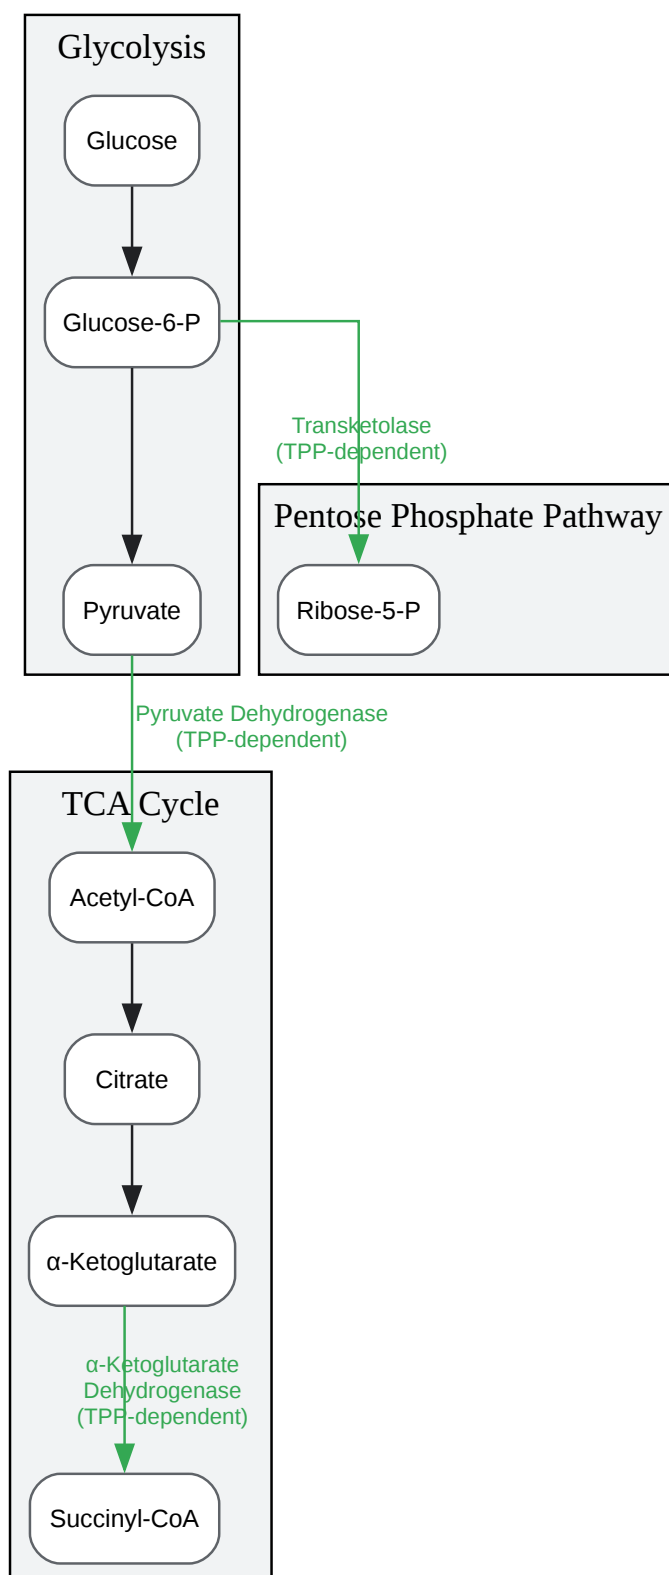 Glycolysis
Glucose
Glucose-6-P
Transketolase
(TPP-dependent)
Pentose Phosphate Pathway
Pyruvate
Ribose-5-P
Pyruvate Dehydrogenase
(TPP-dependent)
TCA Cycle
Acetyl-CoA
Citrate
α-Ketoglutarate
α-Ketoglutarate
Dehydrogenase
(TPP-dependent)
Succinyl-CoA